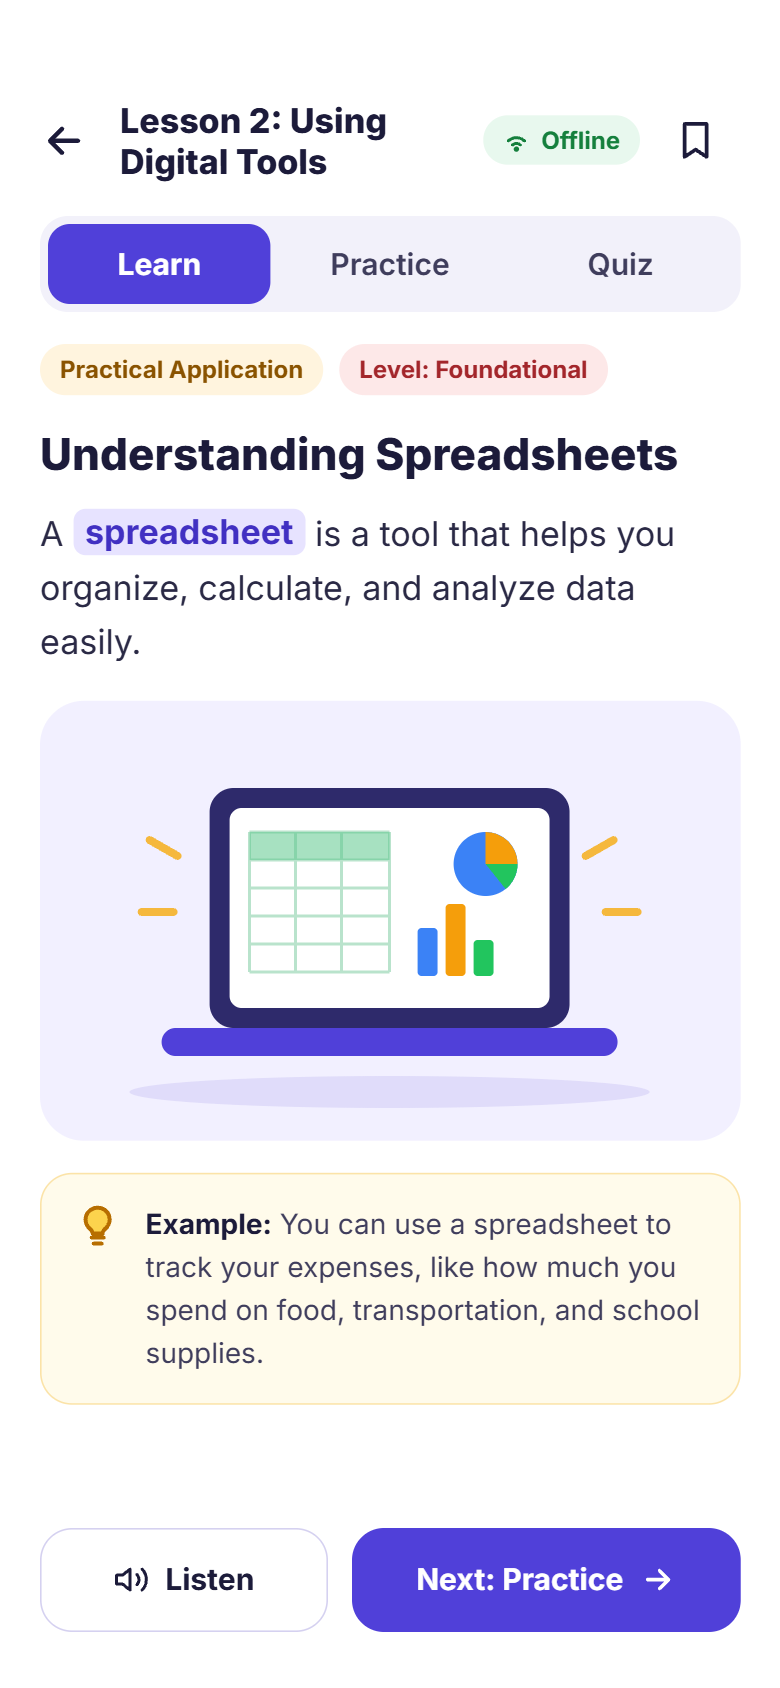 Lesson 2: Using
Digital Tools
Offline
Learn
Practice
Quiz
Practical Application
Level: Foundational
Understanding Spreadsheets
A spreadsheet is a tool that helps you
organize, calculate, and analyze data
easily.
Example: You can use a spreadsheet to
track your expenses, like how much you
spend on food, transportation, and school
supplies.
Listen
Next: Practice